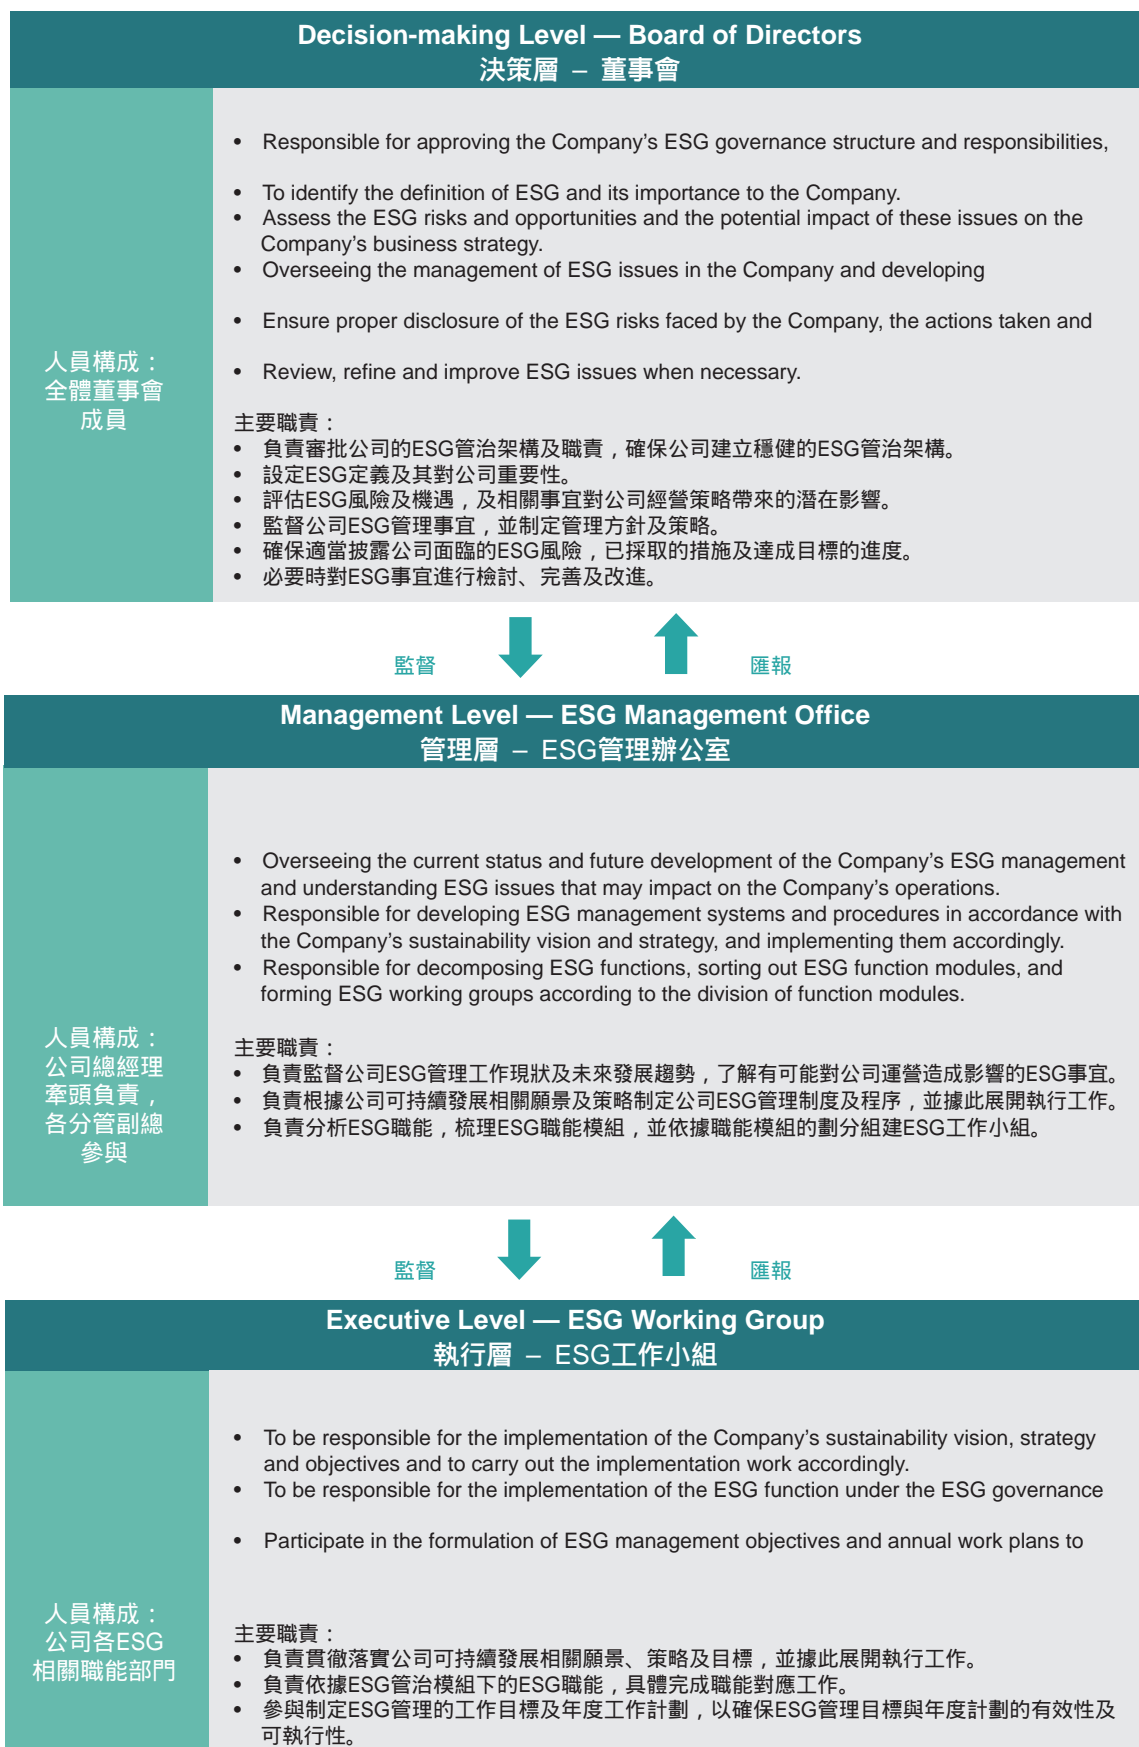 Decision-making Level — Board of Directors
決策層 – 董事會
人員構成：
全體董事會
成員
• Responsible for approving the Company’s ESG governance structure and responsibilities,
• To identify the definition of ESG and its importance to the Company.
• Assess the ESG risks and opportunities and the potential impact of these issues on the
Company’s business strategy.
• Overseeing the management of ESG issues in the Company and developing
• Ensure proper disclosure of the ESG risks faced by the Company, the actions taken and
• Review, refine and improve ESG issues when necessary.
主要職責：
• 負責審批公司的ESG管治架構及職責，確保公司建立穩健的ESG管治架構。
• 設定ESG定義及其對公司重要性。
• 評估ESG風險及機遇，及相關事宜對公司經營策略帶來的潛在影響。
• 監督公司ESG管理事宜，並制定管理方針及策略。
• 確保適當披露公司面臨的ESG風險，已採取的措施及達成目標的進度。
• 必要時對ESG事宜進行檢討、完善及改進。
監督
匯報
Management Level — ESG Management Office
管理層 – ESG管理辦公室
人員構成：
公司總經理
牽頭負責，
各分管副總
參與
• Overseeing the current status and future development of the Company’s ESG management
and understanding ESG issues that may impact on the Company’s operations.
• Responsible for developing ESG management systems and procedures in accordance with
the Company’s sustainability vision and strategy, and implementing them accordingly.
• Responsible for decomposing ESG functions, sorting out ESG function modules, and
forming ESG working groups according to the division of function modules.
主要職責：
• 負責監督公司ESG管理工作現狀及未來發展趨勢，了解有可能對公司運營造成影響的ESG事宜。
• 負責根據公司可持續發展相關願景及策略制定公司ESG管理制度及程序，並據此展開執行工作。
• 負責分析ESG職能，梳理ESG職能模組，並依據職能模組的劃分組建ESG工作小組。
監督
匯報
Executive Level — ESG Working Group
執行層 – ESG工作小組
人員構成：
公司各ESG
相關職能部門
• To be responsible for the implementation of the Company’s sustainability vision, strategy
and objectives and to carry out the implementation work accordingly.
• To be responsible for the implementation of the ESG function under the ESG governance
• Participate in the formulation of ESG management objectives and annual work plans to
主要職責：
• 負責貫徹落實公司可持續發展相關願景、策略及目標，並據此展開執行工作。
• 負責依據ESG管治模組下的ESG職能，具體完成職能對應工作。
• 參與制定ESG管理的工作目標及年度工作計劃，以確保ESG管理目標與年度計劃的有效性及
可執行性。